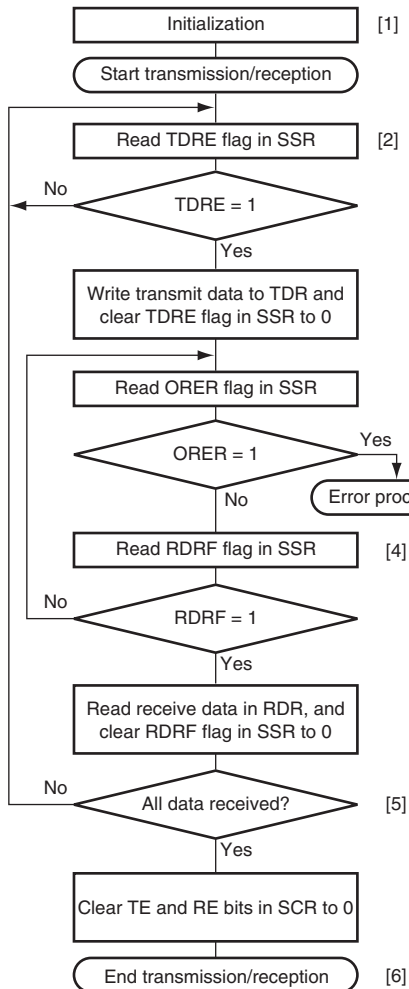 Initialization [1]
Start transmission/reception
Read TDRE flag in SSR [2]
No
TDRE = 1
Yes
Write transmit data to TDR and
clear TDRE flag in SSR to 0
Read ORER flag in SSR
Yes
ORER = 1
No
Error
Read RDRF flag in SSR [4]
No
RDRF = 1
Yes
Read receive data in RDR, and
clear RDRF flag in SSR to 0
No
All data received? [5]
Yes
Clear TE and RE bits in SCR to 0
End transmission/reception [6]